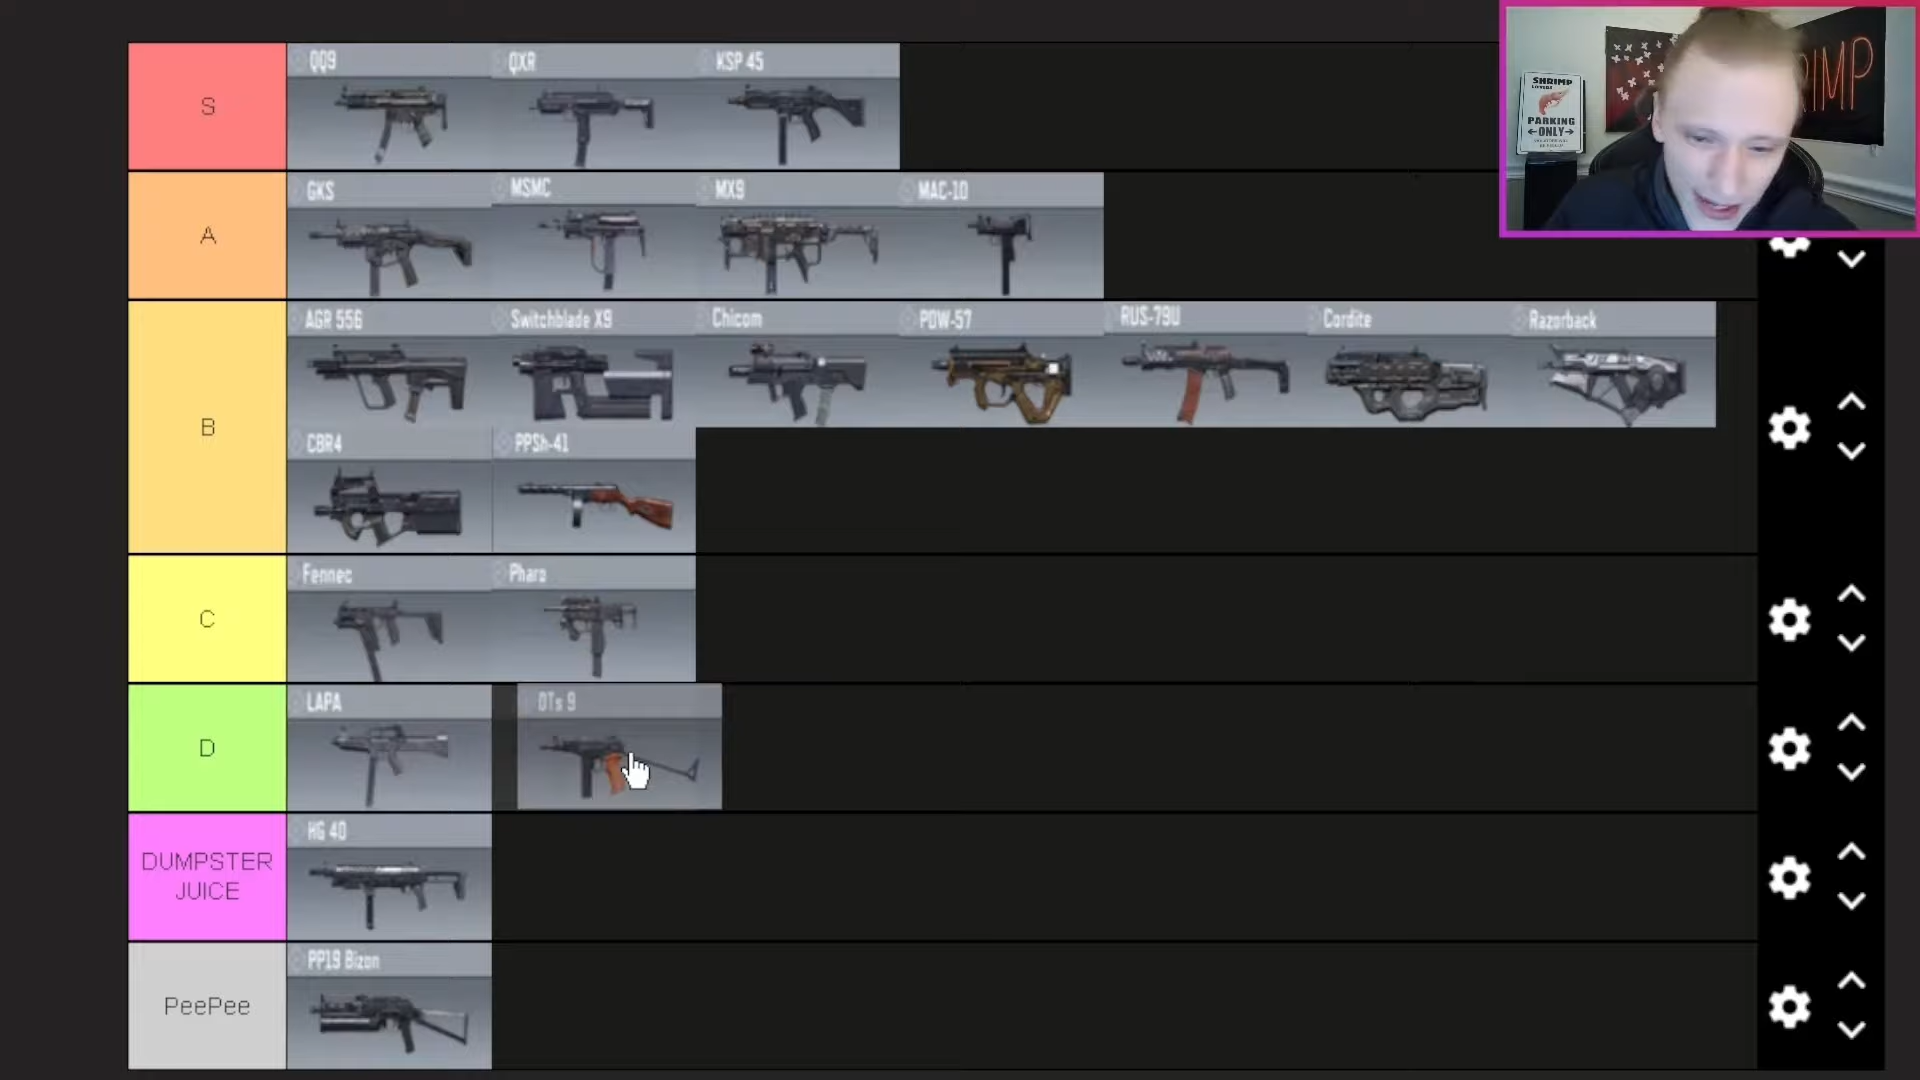 S
QQ9
QXR
KSP 45
A
GKS
MSMC
MX9
MAC-10
B
AGR 556
Switchblade X9
Chicom
PDW-57
RUS-79U
Cordite
Razorback
CBR4
PPSh-41
C
Fennec
Pharo
D
LAPA
OTs 9
DUMPSTER
JUICE
HG 40
PeePee
PP19 Bizon
SHRIMP
PARKING
←ONLY→
RIMP